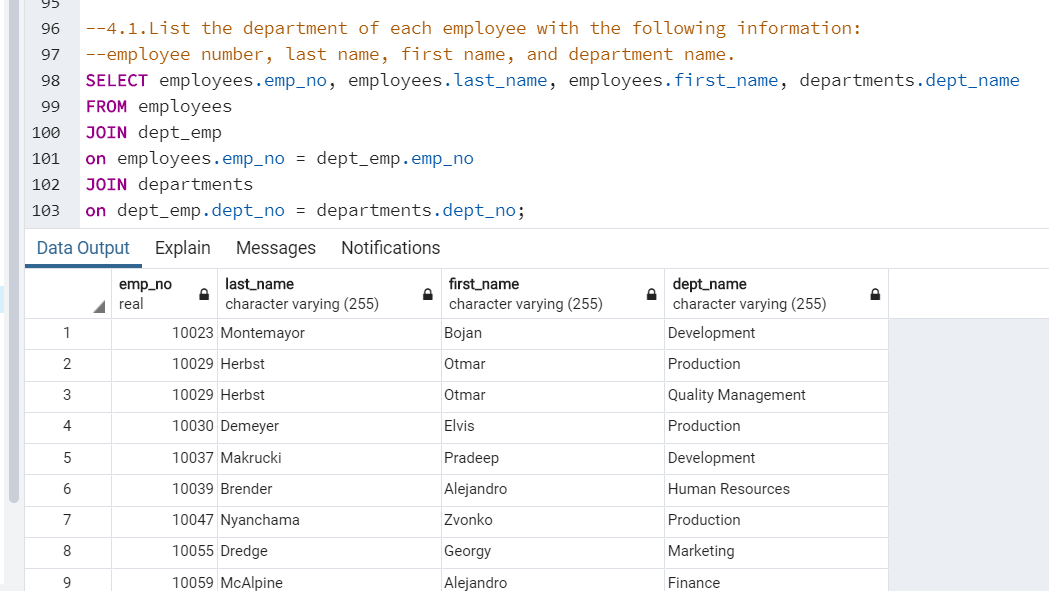 95
96 --4.1.List the department of each employee with the following information:
97 --employee number, last name, first name, and department name.
98 SELECT employees.emp_no, employees.last_name, employees.first_name, departments.dept_name
99 FROM employees
100 JOIN dept_emp
101 on employees.emp_no = dept_emp.emp_no
102 JOIN departments
103 on dept_emp.dept_no = departments.dept_no;
Data Output Explain Messages Notifications
emp_no last_name first_name dept_name
real character varying (255) character varying (255) character varying (255)
1 10023 Montemayor Bojan Development
2 10029 Herbst Otmar Production
3 10029 Herbst Otmar Quality Management
4 10030 Demeyer Elvis Production
5 10037 Makrucki Pradeep Development
6 10039 Brender Alejandro Human Resources
7 10047 Nyanchama Zvonko Production
8 10055 Dredge Georgy Marketing
9 10059 McAlpine Alejandro Finance